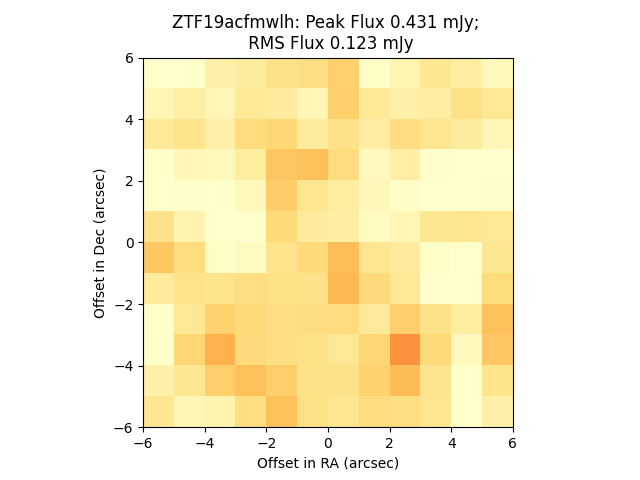 ZTF19acfmwlh: Peak Flux 0.431 mJy;
RMS Flux 0.123 mJy
6
4
2
0
−2
−4
−6
Offset in Dec (arcsec)
−6 −4 −2 0 2 4 6
Offset in RA (arcsec)